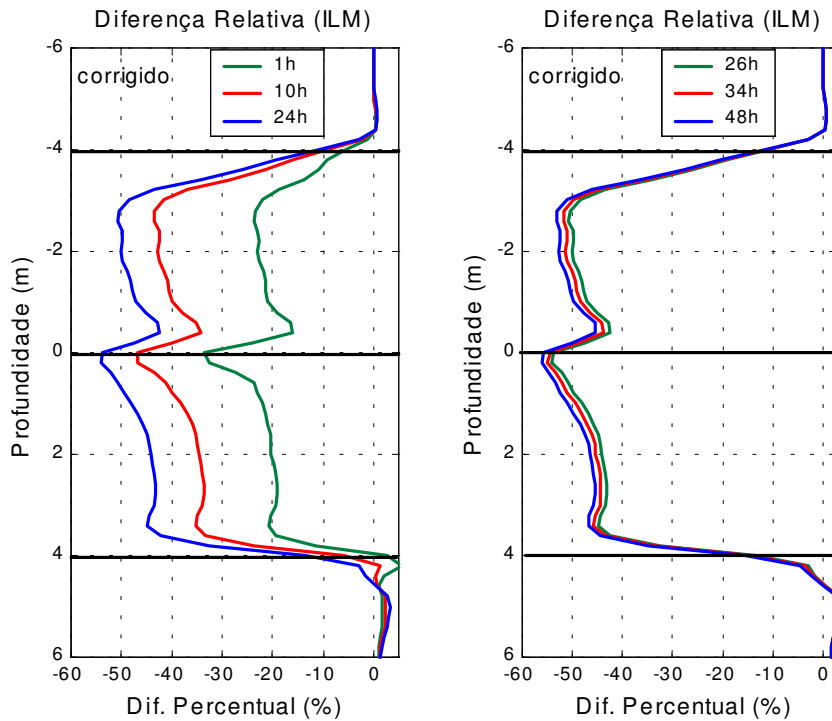 Diferença Relativa (ILM)
-6
-4
-2
0
2
4
6
Profundidade (m)
corrigido
1h
10h
24h
-60 -50 -40 -30 -20 -10 0
Dif. Percentual (%)
Diferença Relativa (ILM)
-6
-4
-2
0
2
4
6
Profundidade (m)
corrigido
26h
34h
48h
-60 -50 -40 -30 -20 -10 0
Dif. Percentual (%)